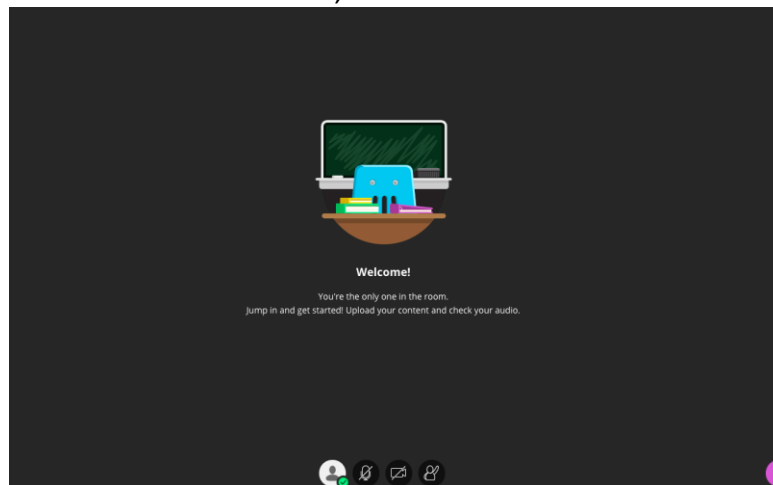 Welcome!
You're the only one in the room.
Jump in and get started! Upload your content and check your audio.